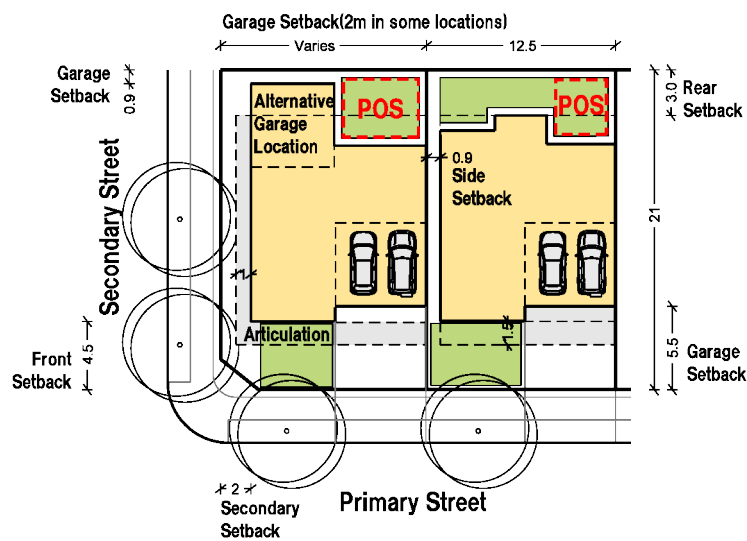 Garage Setback(2m in some locations)
Varies
12.5
Garage
Setback
0.9
Alternative
Garage
Location
POS
POS
3.0
Rear
Setback
0.9
Side
Setback
Secondary Street
21
1
Articulation
1.5
Front
Setback
4.5
5.5
Garage
Setback
2
Secondary
Setback
Primary Street